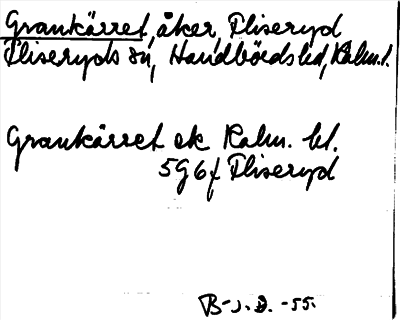 Grankärret, åker, Fliseryd
Fliseryds sn, Handbörds hd, Kalm. l.
Grankärret ek Kalm. bl.
5G6f Fliseryd
B-J.D. -55.